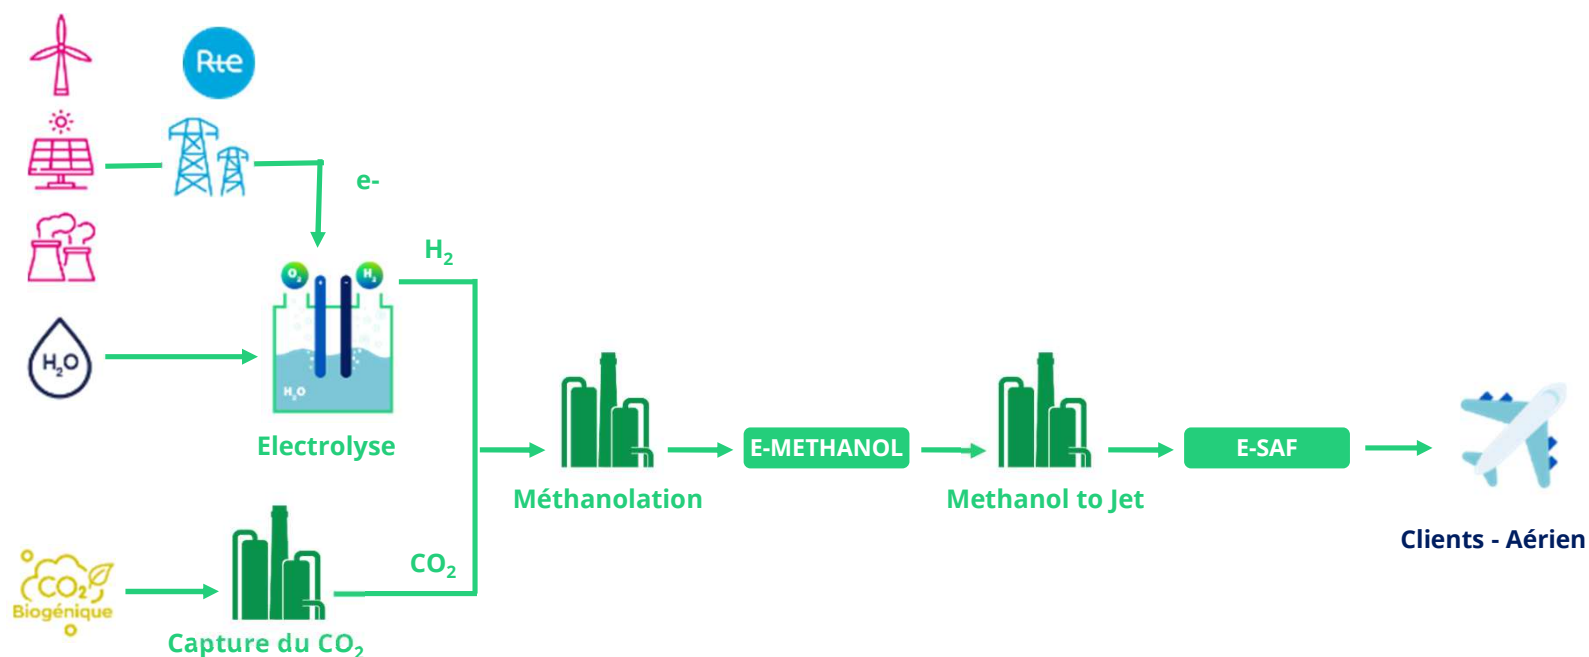 Rte
e-
H₂
O₂
H₂
H₂O
H₂O
Electrolyse
E-METHANOL
E-SAF
Méthanolation
Methanol to Jet
Clients - Aérien
CO₂
CO₂
Biogénique
Capture du CO₂